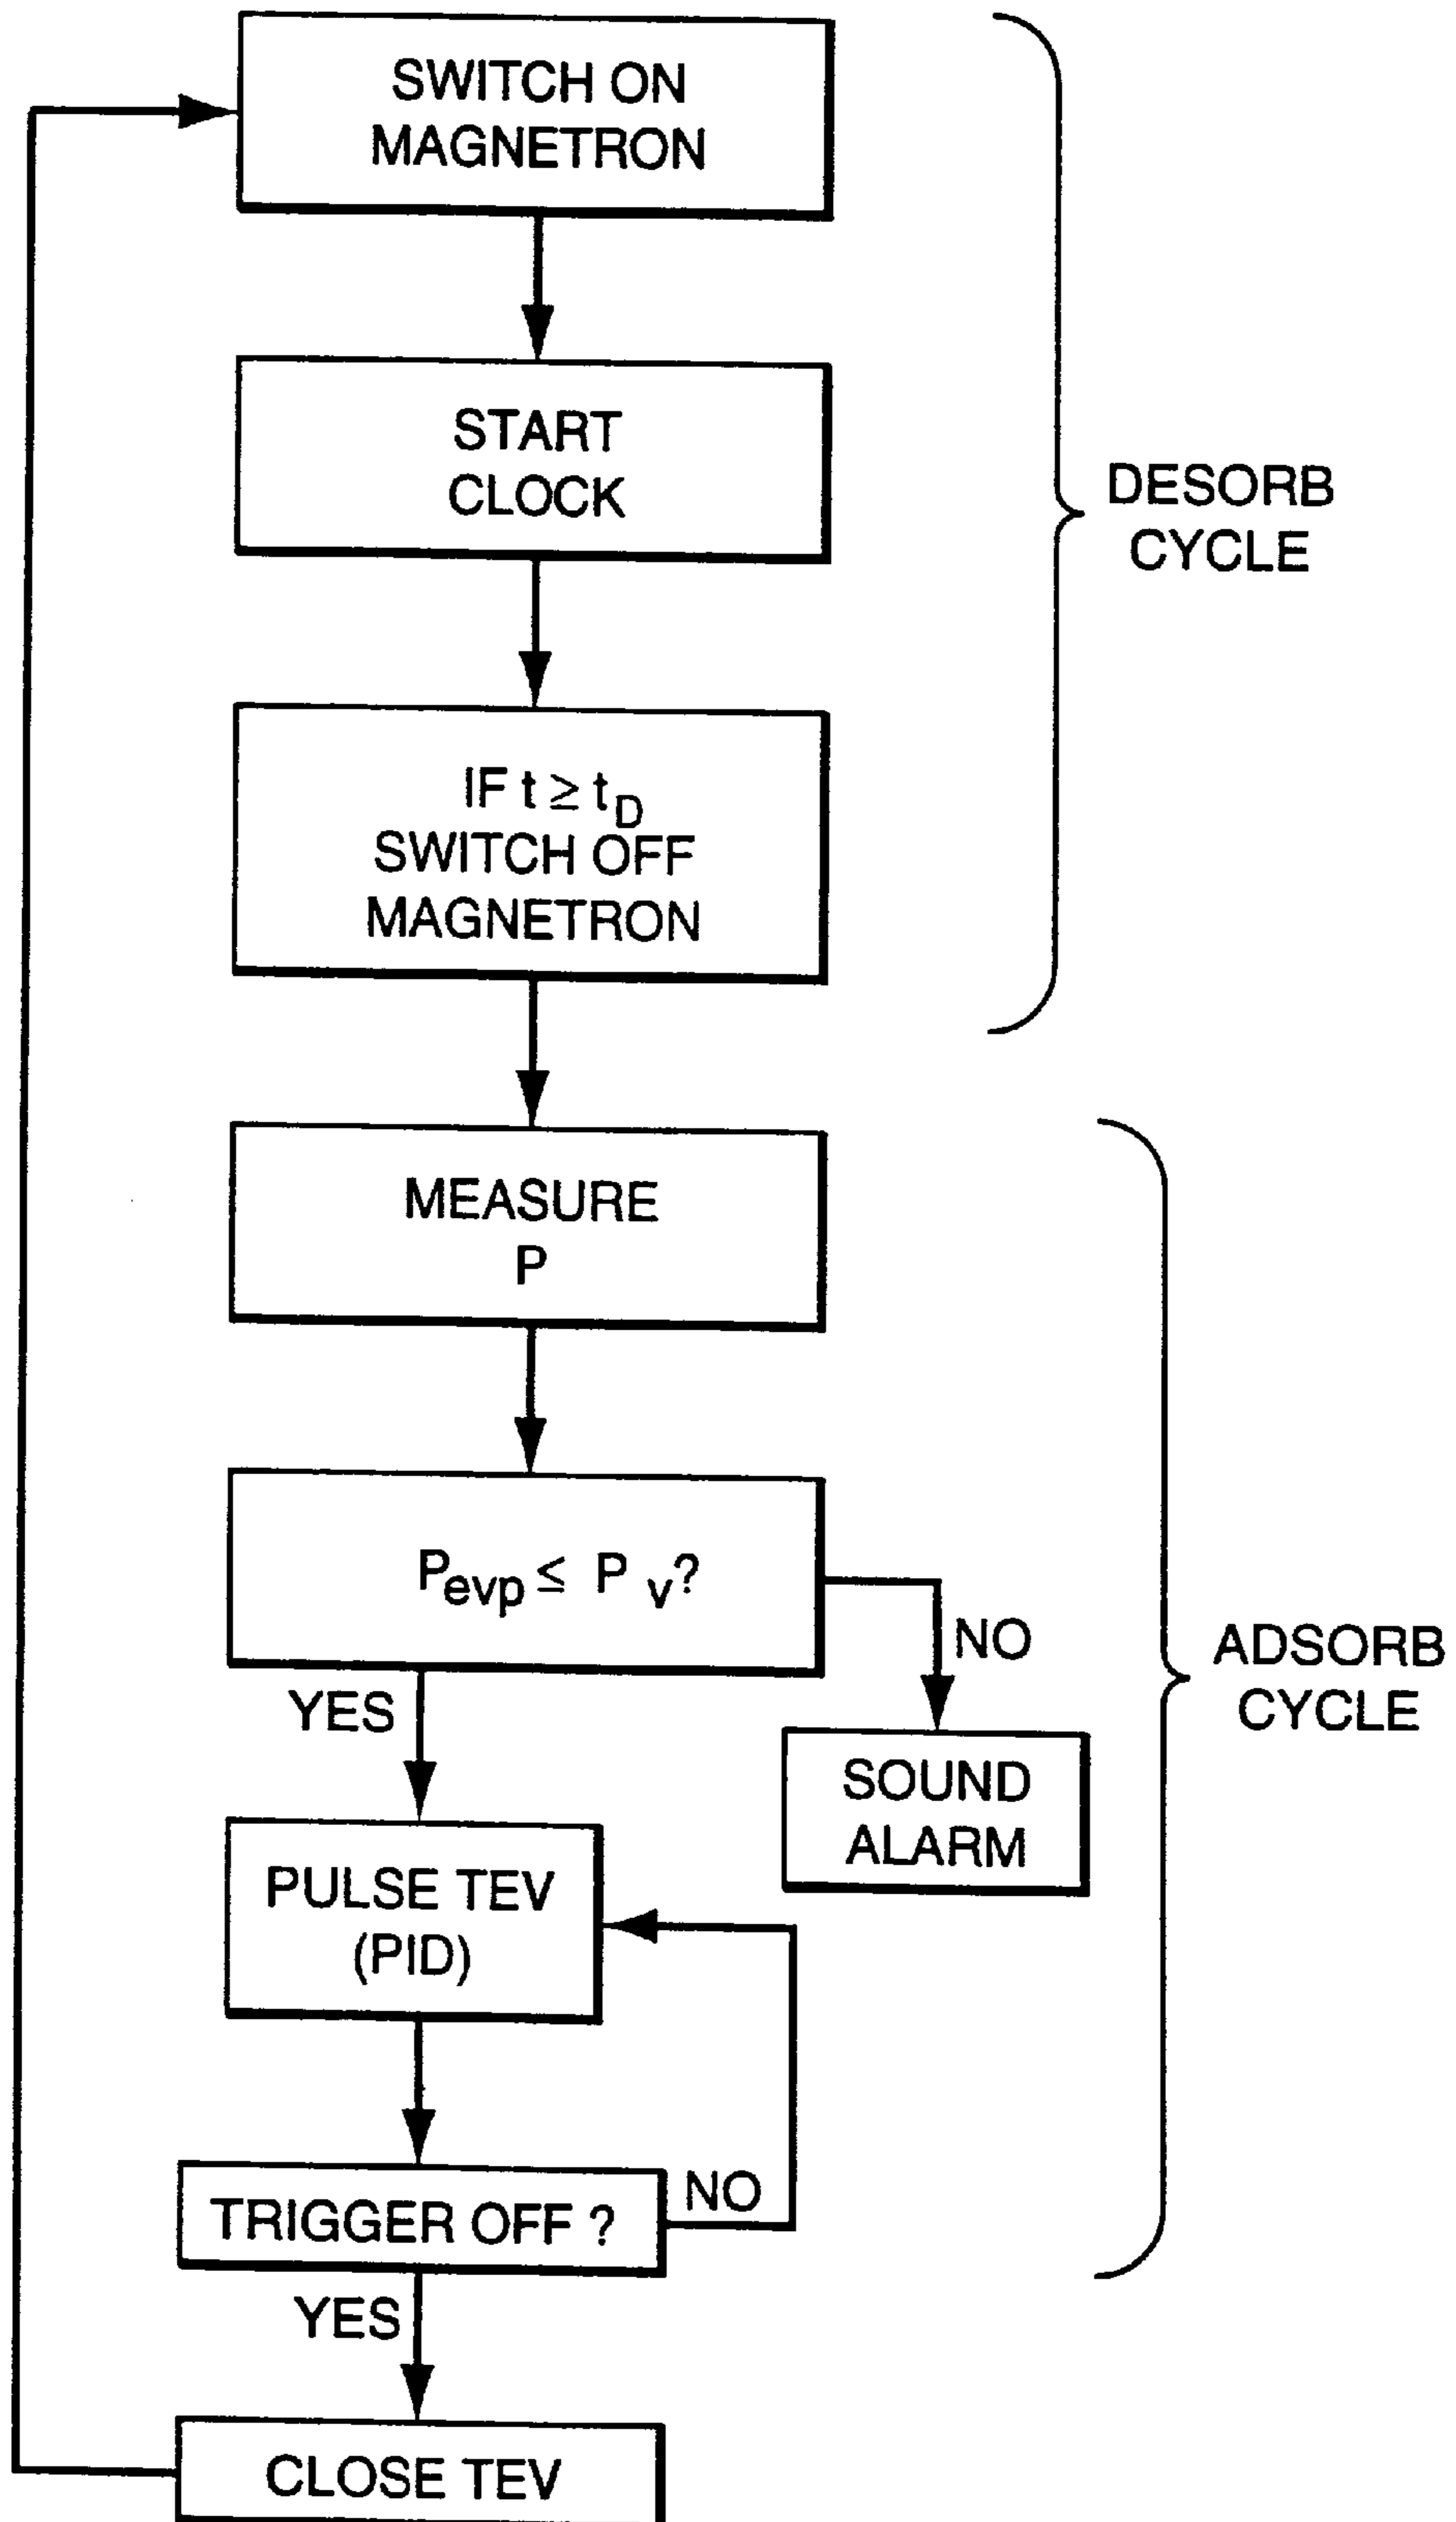 SWITCH ON
MAGNETRON
START
CLOCK
DESORB
CYCLE
IF t ≥ tD
SWITCH OFF
MAGNETRON
MEASURE
P
Pevp ≤ P v?
NO
YES
ADSORB
CYCLE
SOUND
ALARM
PULSE TEV
(PID)
TRIGGER OFF ?
NO
YES
CLOSE TEV